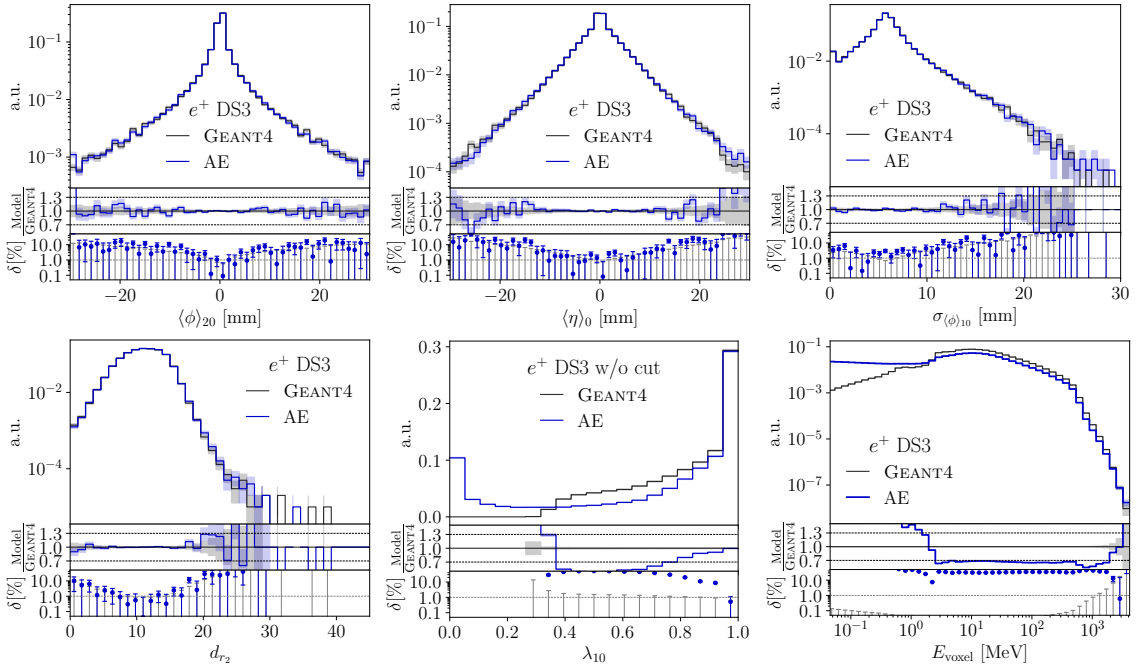 10⁻¹
10⁻²
10⁻³
a.u.
e⁺ DS3
GEANT4
AE
Model
GEANT4
1.3
1.0
0.7
δ[%]
10.0
1.0
0.1
−20
0
20
⟨ϕ⟩₂₀ [mm]
10⁻¹
10⁻²
10⁻³
10⁻⁴
a.u.
e⁺ DS3
GEANT4
AE
Model
GEANT4
1.3
1.0
0.7
δ[%]
10.0
1.0
0.1
−20
0
20
⟨η⟩₀ [mm]
10⁻²
10⁻⁴
a.u.
e⁺ DS3
GEANT4
AE
Model
GEANT4
1.3
1.0
0.7
δ[%]
10.0
1.0
0.1
0
10
20
30
σ⟨ϕ⟩₁₀ [mm]
10⁻²
10⁻⁴
a.u.
e⁺ DS3
GEANT4
AE
Model
GEANT4
1.3
1.0
0.7
δ[%]
10.0
1.0
0.1
0
20
40
d_{r₂}
0.3
0.2
0.1
0.0
a.u.
e⁺ DS3 w/o cut
GEANT4
AE
Model
GEANT4
1.3
1.0
0.7
δ[%]
10.0
1.0
0.1
0.0
0.2
0.4
0.6
0.8
1.0
λ₁₀
10⁻¹
10⁻³
10⁻⁵
10⁻⁷
a.u.
e⁺ DS3
GEANT4
AE
Model
GEANT4
1.3
1.0
0.7
δ[%]
10.0
1.0
0.1
10⁻¹
10⁰
10¹
10²
10³
E_voxel [MeV]